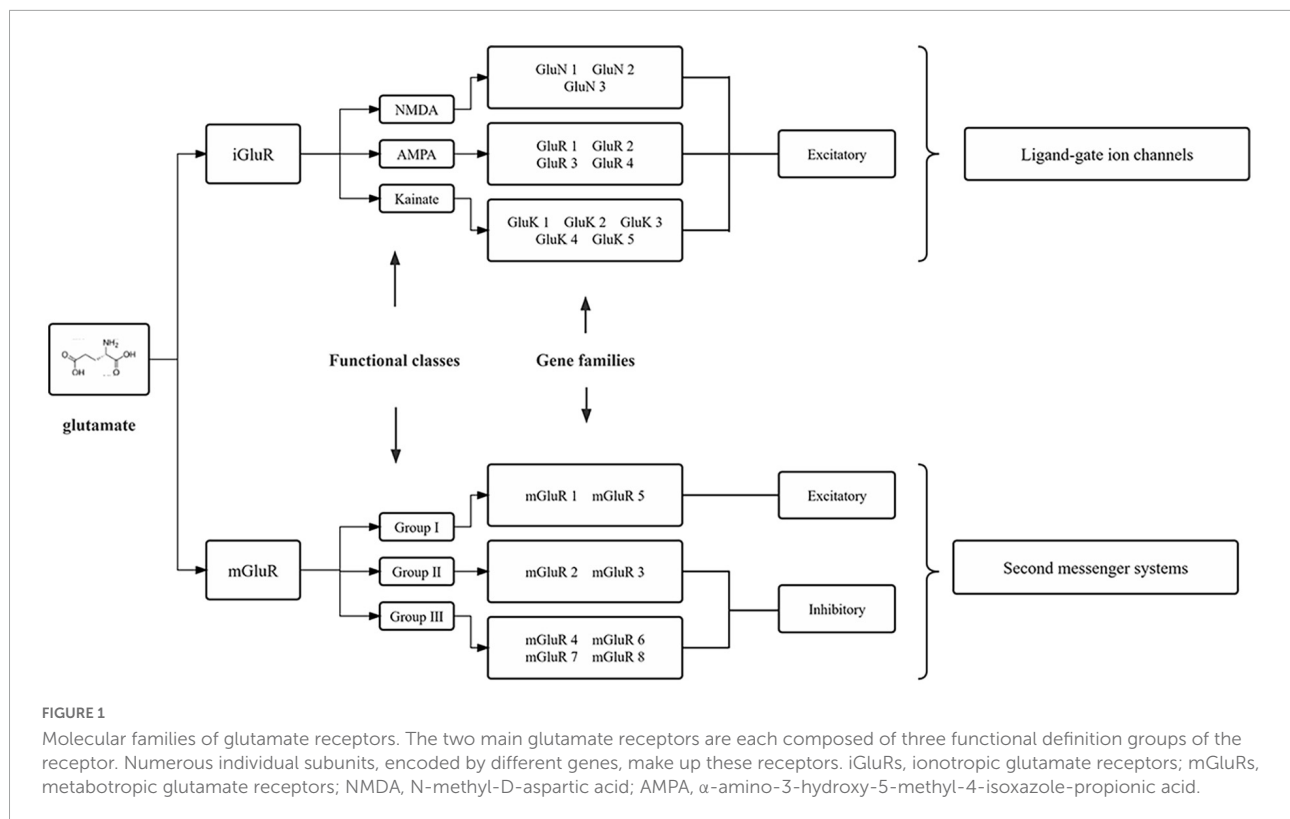 GluN 1 GluN 2
GluN 3
NMDA
iGluR
AMPA
GluR 1 GluR 2
GluR 3 GluR 4
Excitatory
Ligand-gate ion channels
Kainate
GluK 1 GluK 2 GluK 3
GluK 4 GluK 5
NH₂
O
OH
OH
O
glutamate
Functional classes
Gene families
mGluR 1 mGluR 5
Excitatory
Group I
mGluR
Group II
mGluR 2 mGluR 3
Second messenger systems
Inhibitory
Group III
mGluR 4 mGluR 6
mGluR 7 mGluR 8
FIGURE 1
Molecular families of glutamate receptors. The two main glutamate receptors are each composed of three functional definition groups of the
receptor. Numerous individual subunits, encoded by different genes, make up these receptors. iGluRs, ionotropic glutamate receptors; mGluRs,
metabotropic glutamate receptors; NMDA, N-methyl-D-aspartic acid; AMPA, α-amino-3-hydroxy-5-methyl-4-isoxazole-propionic acid.